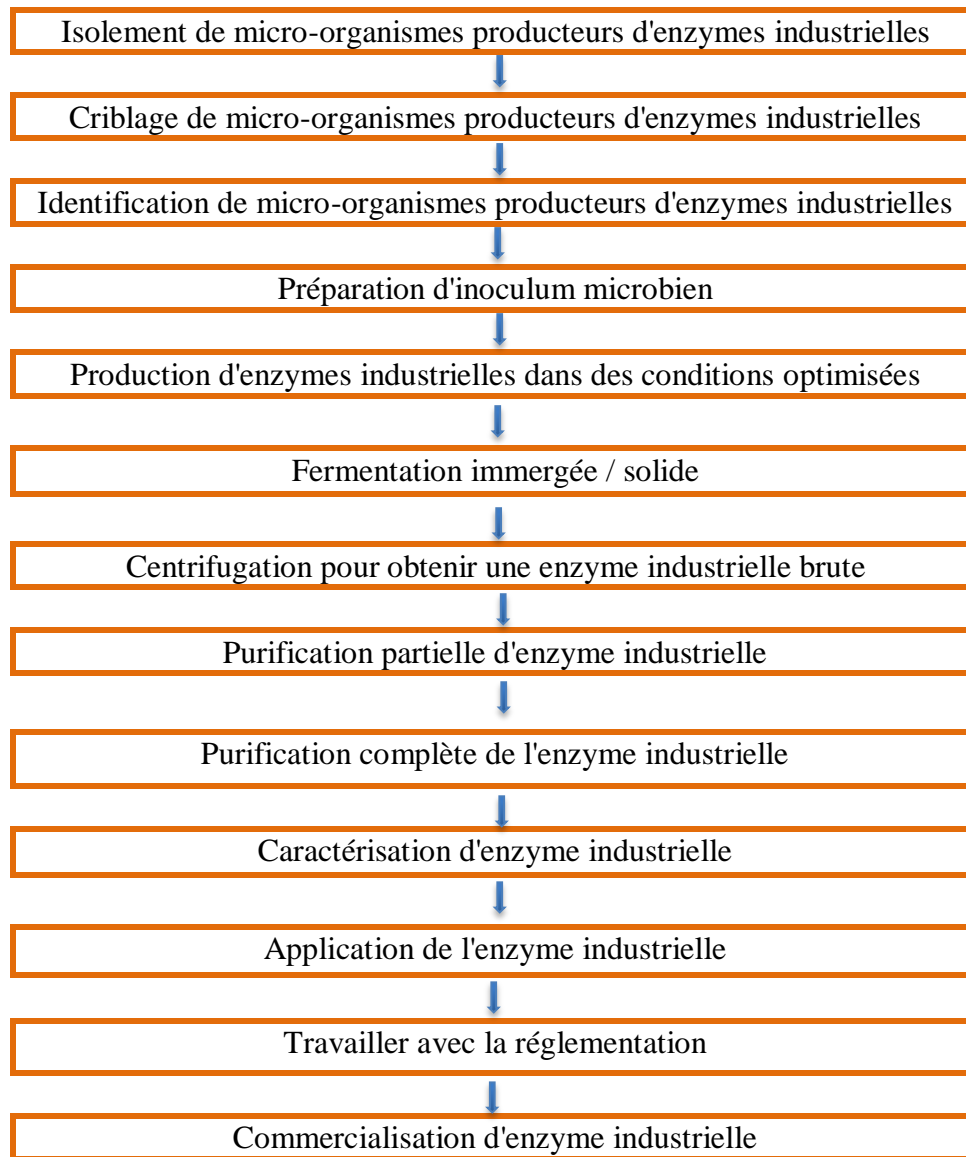 Isolement de micro-organismes producteurs d'enzymes industrielles
Criblage de micro-organismes producteurs d'enzymes industrielles
Identification de micro-organismes producteurs d'enzymes industrielles
Préparation d'inoculum microbien
Production d'enzymes industrielles dans des conditions optimisées
Fermentation immergée / solide
Centrifugation pour obtenir une enzyme industrielle brute
Purification partielle d'enzyme industrielle
Purification complète de l'enzyme industrielle
Caractérisation d'enzyme industrielle
Application de l'enzyme industrielle
Travailler avec la réglementation
Commercialisation d'enzyme industrielle